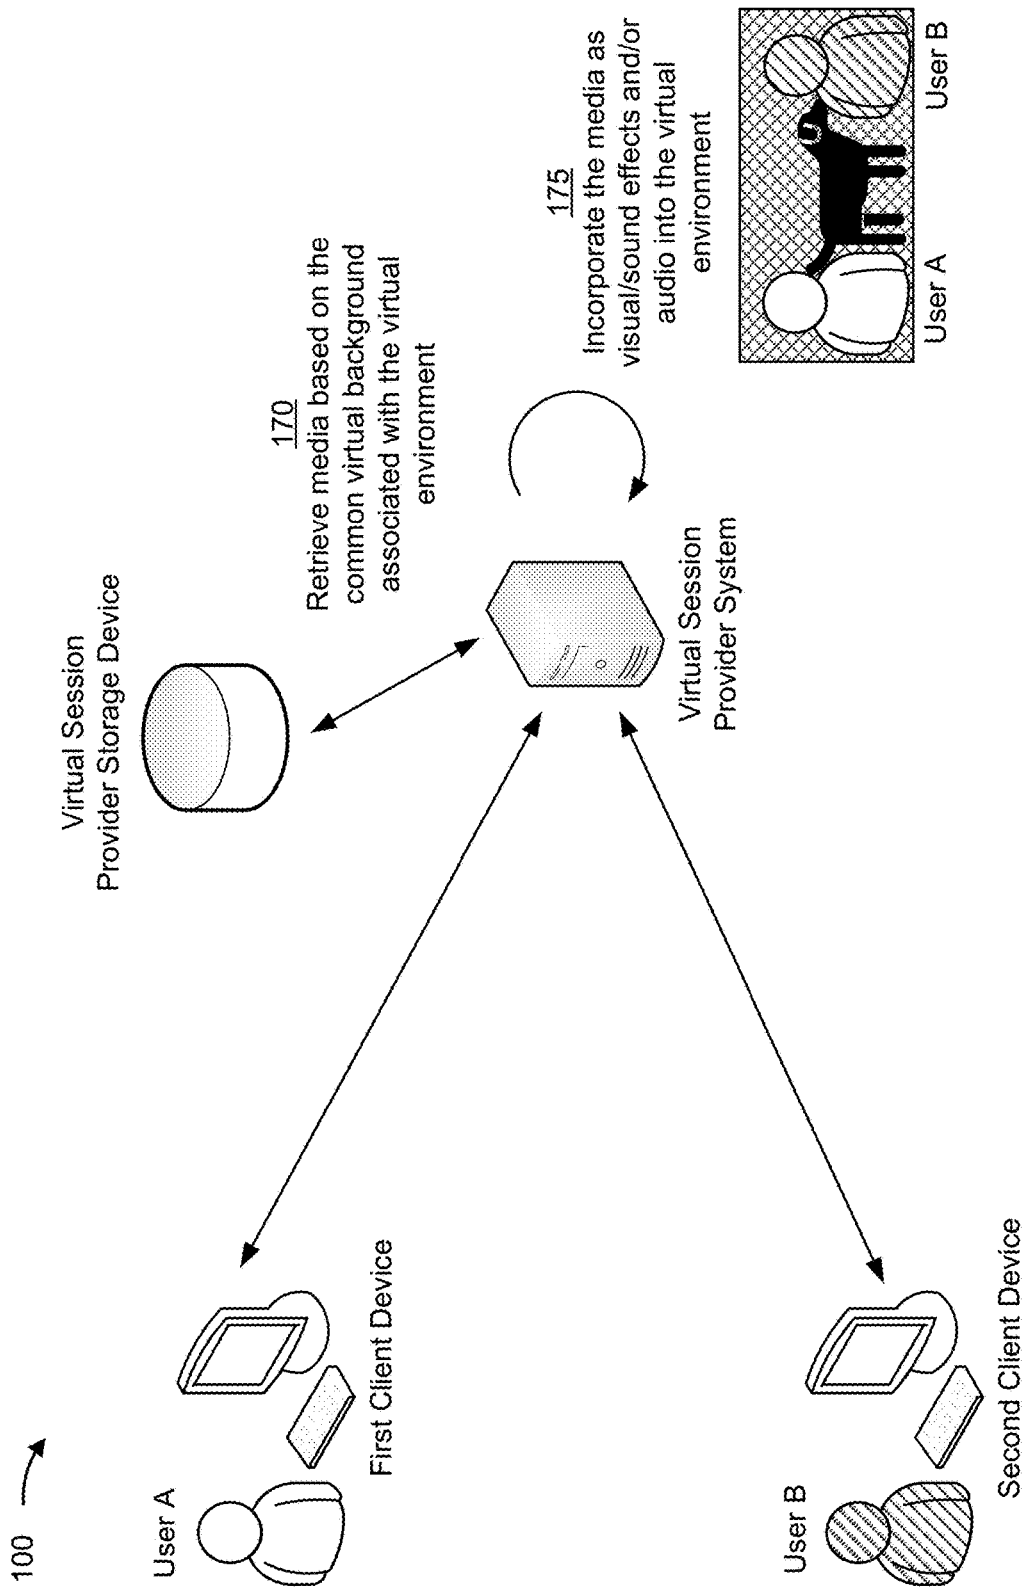 100
User A
First Client Device
User B
Second Client Device
Virtual Session
Provider Storage Device
170
Retrieve media based on the
common virtual background
associated with the virtual
environment
Virtual Session
Provider System
175
Incorporate the media as
visual/sound effects and/or
audio into the virtual
environment
User A
User B